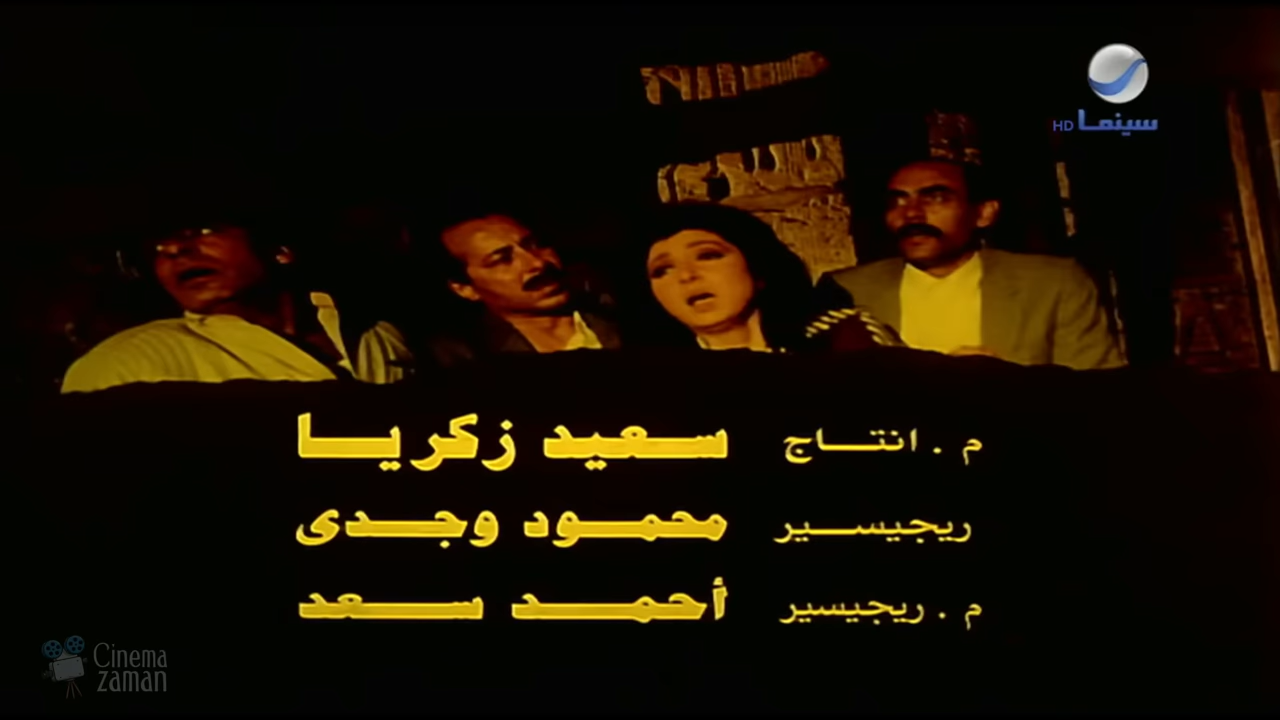 سينما HD
م . انتاج سعيد زكريا
ريجيسير محمود وجدى
م . ريجيسير أحمد سعد
Cinema
zaman